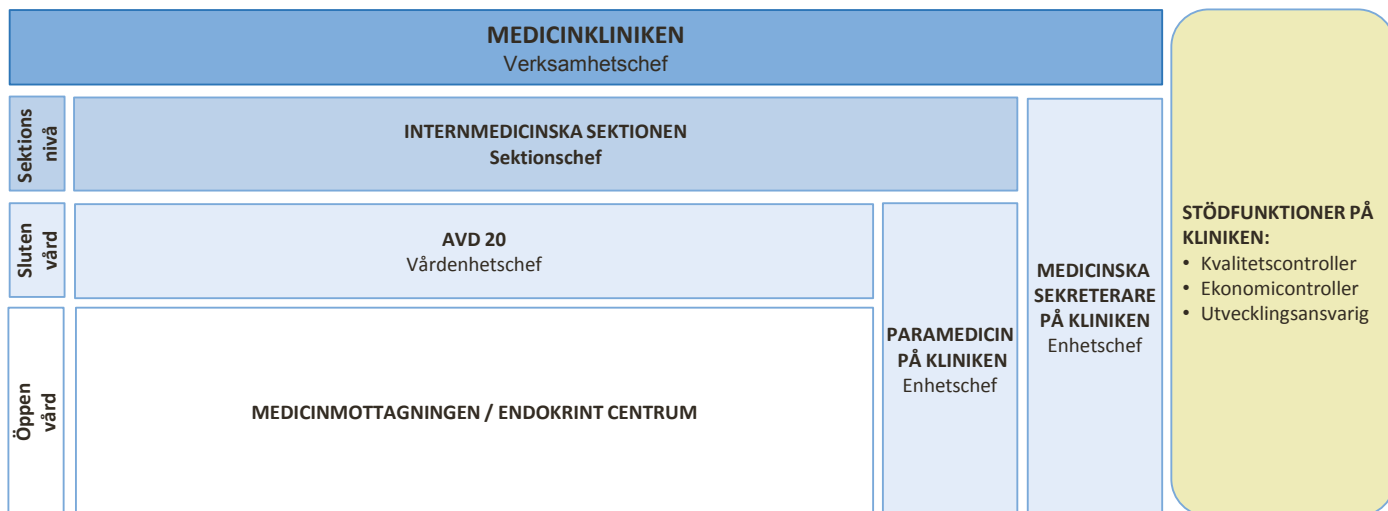 MEDICINKLINIKEN
Verksamhetschef
Sektions
nivå
INTERNMEDICINSKA SEKTIONEN
Sektionschef
Sluten
vård
AVD 20
Vårdenhetschef
Öppen
vård
MEDICINMOTTAGNINGEN / ENDOKRINT CENTRUM
PARAMEDICIN
PÅ KLINIKEN
Enhetschef
MEDICINSKA
SEKRETERARE
PÅ KLINIKEN
Enhetschef
STÖDFUNKTIONER PÅ
KLINIKEN:
• Kvalitetscontroller
• Ekonomicontroller
• Utvecklingsansvarig